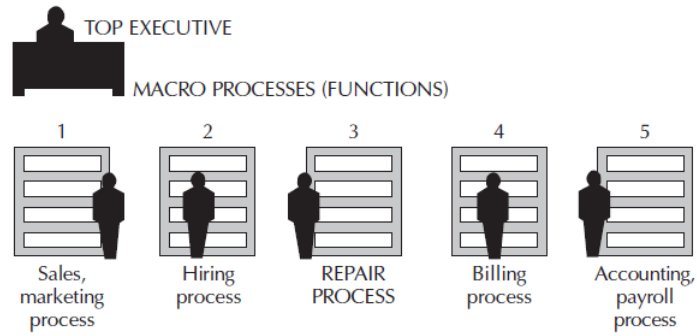 TOP EXECUTIVE
MACRO PROCESSES (FUNCTIONS)
1 2 3 4 5
Sales,
marketing
process
Hiring
process
REPAIR
PROCESS
Billing
process
Accounting,
payroll
process